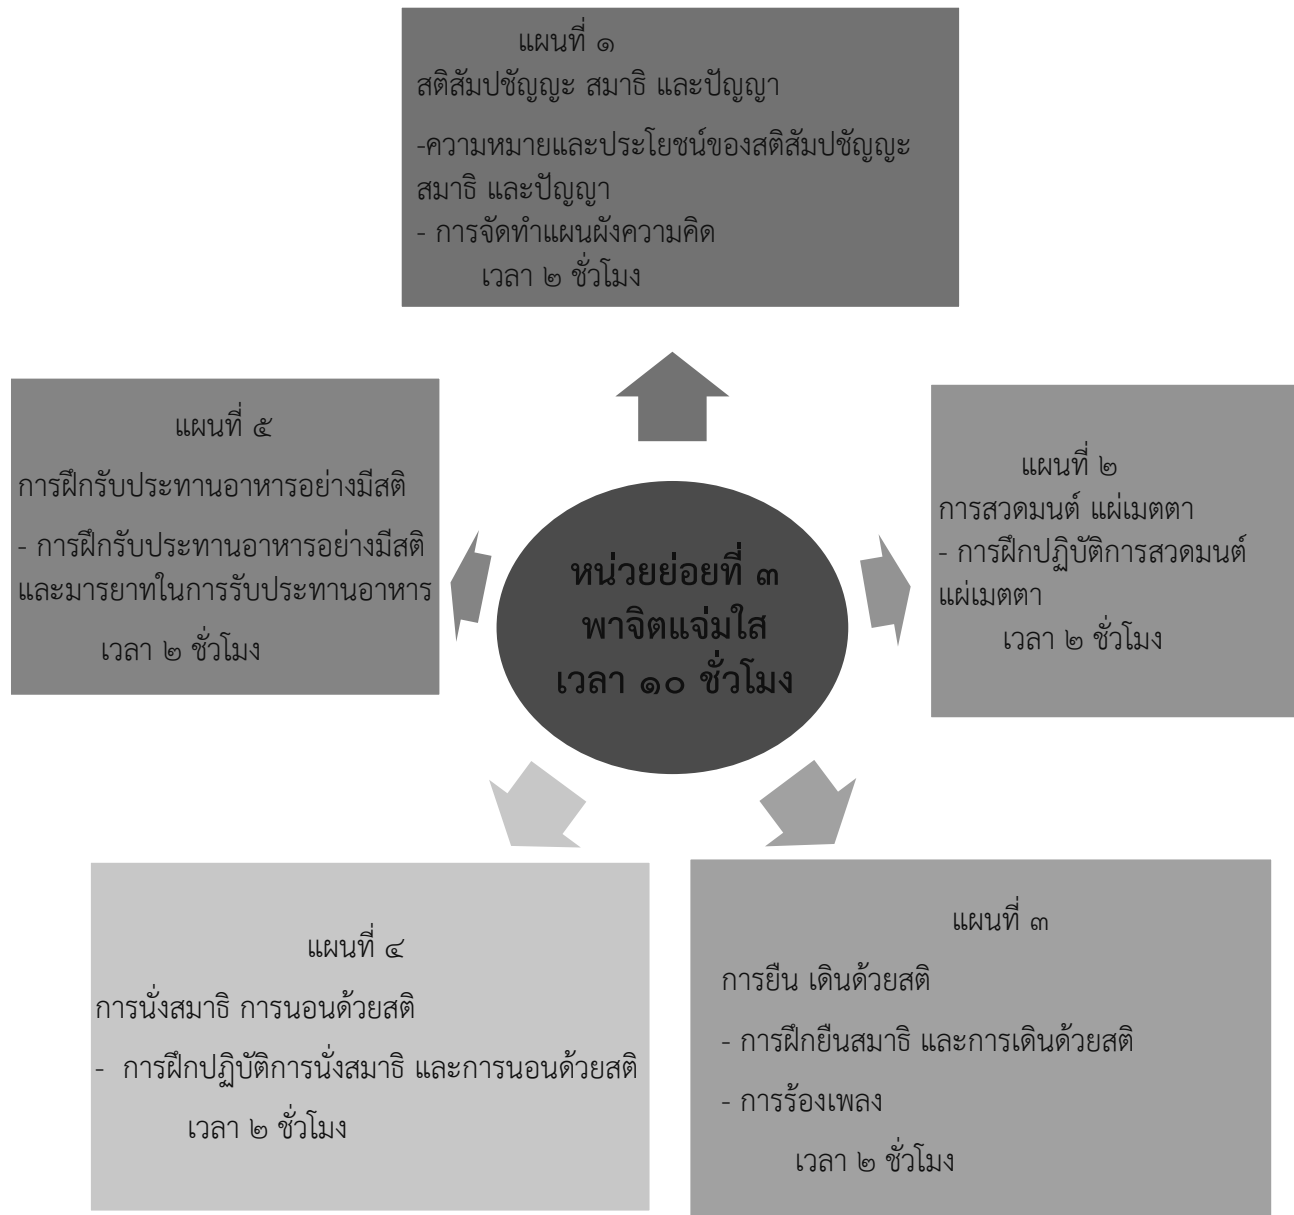 แผนที่ ๑
สติสัมปชัญญะ สมาธิ และปัญญา
-ความหมายและประโยชน์ของสติสัมปชัญญะ
สมาธิ และปัญญา
- การจัดทำแผนผังความคิด
เวลา ๒ ชั่วโมง
แผนที่ ๕
การฝึกรับประทานอาหารอย่างมีสติ
- การฝึกรับประทานอาหารอย่างมีสติ
และมารยาทในการรับประทานอาหาร
เวลา ๒ ชั่วโมง
หน่วยย่อยที่ ๓
พาจิตแจ่มใส
เวลา ๑๐ ชั่วโมง
แผนที่ ๒
การสวดมนต์ แผ่เมตตา
- การฝึกปฏิบัติการสวดมนต์
แผ่เมตตา
เวลา ๒ ชั่วโมง
แผนที่ ๔
การนั่งสมาธิ การนอนด้วยสติ
- การฝึกปฏิบัติการนั่งสมาธิ และการนอนด้วยสติ
เวลา ๒ ชั่วโมง
แผนที่ ๓
การยืน เดินด้วยสติ
- การฝึกยืนสมาธิ และการเดินด้วยสติ
- การร้องเพลง
เวลา ๒ ชั่วโมง